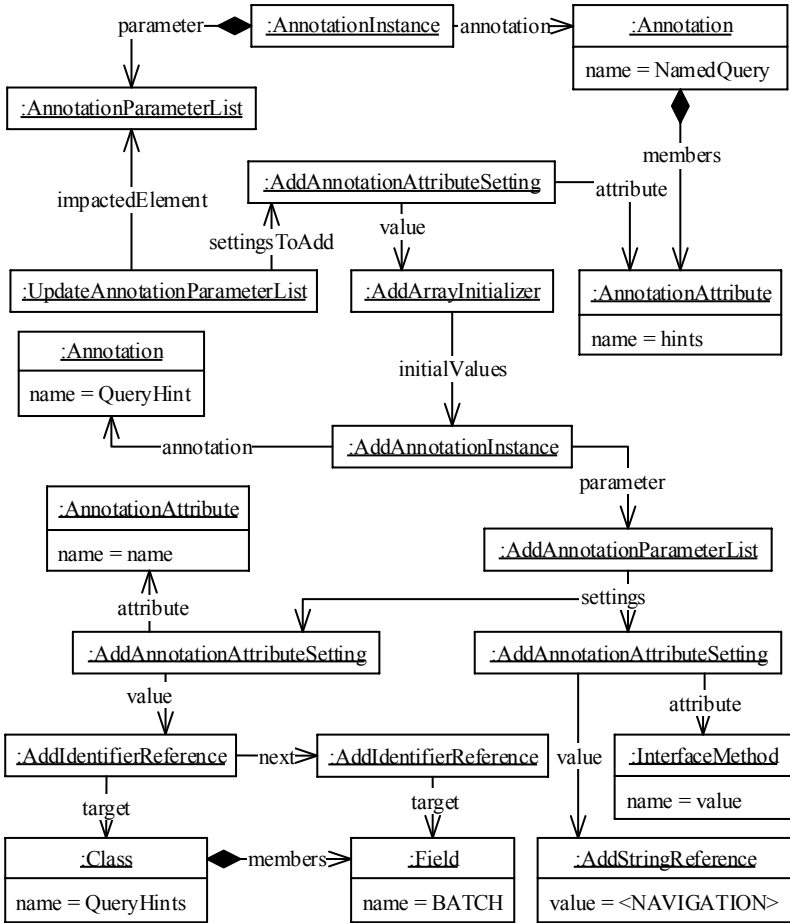 parameter
:AnnotationInstance
annotation
:Annotation
name = NamedQuery
:AnnotationParameterList
members
impactedElement
:AddAnnotationAttributeSetting
attribute
settingsToAdd
value
:UpdateAnnotationParameterList
:AddArrayInitializer
:AnnotationAttribute
name = hints
:Annotation
name = QueryHint
initialValues
annotation
:AddAnnotationInstance
parameter
:AnnotationAttribute
name = name
:AddAnnotationParameterList
attribute
settings
:AddAnnotationAttributeSetting
:AddAnnotationAttributeSetting
value
attribute
:AddIdentifierReference
next
:AddIdentifierReference
value
:InterfaceMethod
name = value
target
target
:Class
name = QueryHints
members
:Field
name = BATCH
:AddStringReference
value = <NAVIGATION>